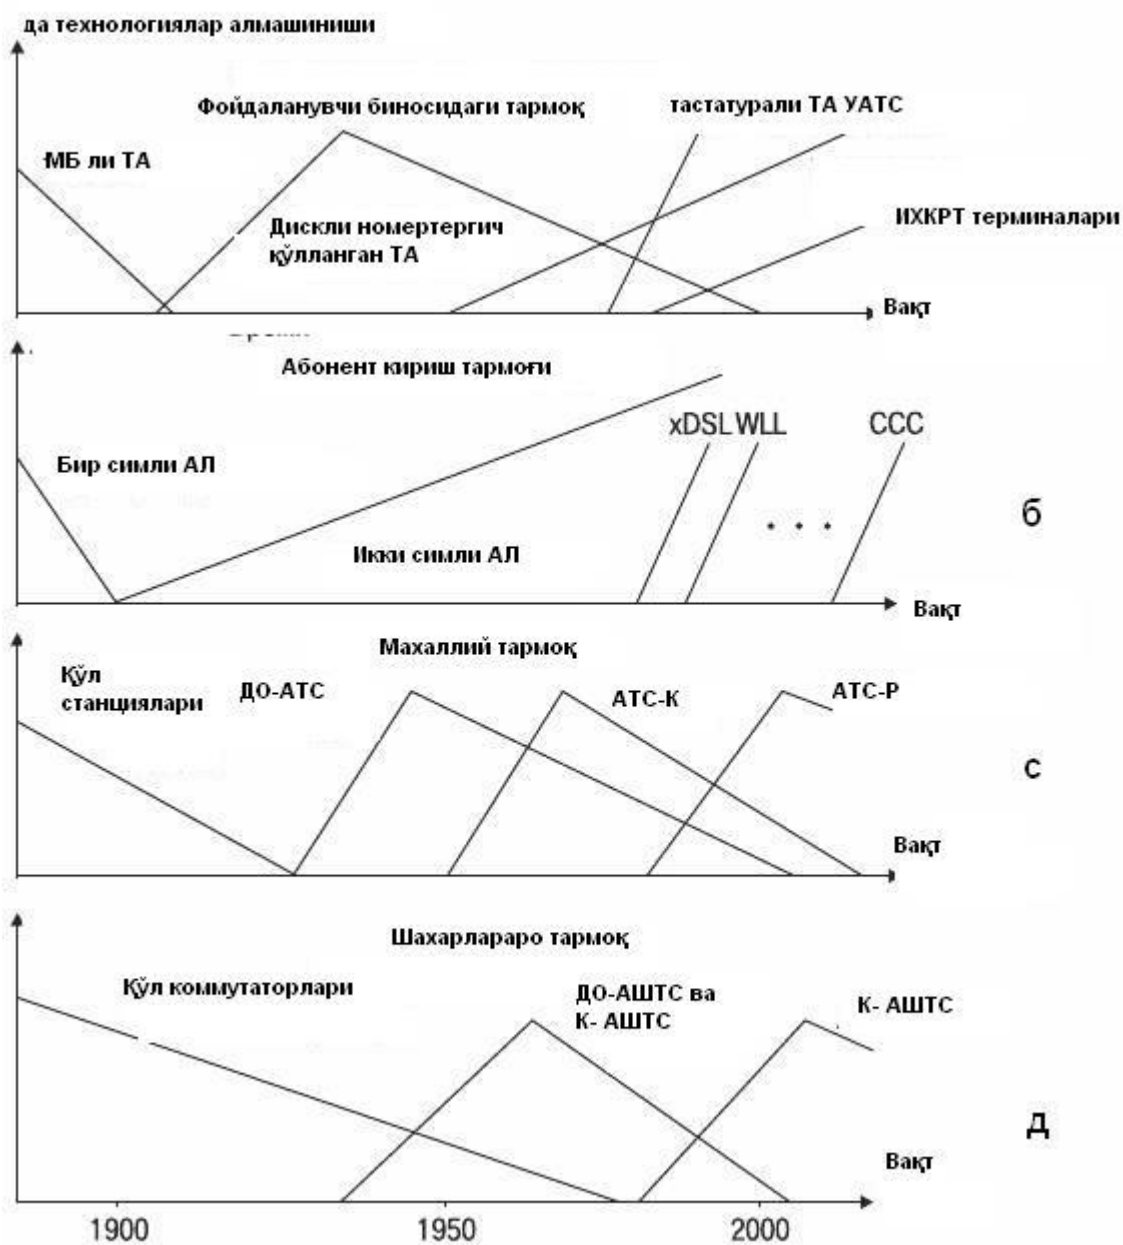 да технологиялар алмашиниши
Фойдаланувчи биносидаги тармоқ
тастатурали ТА УАТС
МБ ли ТА
Дискли номертергич
қўлланган ТА
ИХКРТ терминалари
Вақт
Абонент кириш тармоғи
xDSL WLL
ССС
Бир симли АЛ
Икки симли АЛ
б
Вақт
Махаллий тармоқ
Қўл
станциялари
ДО-АТС
АТС-К
АТС-Р
с
Вақт
Шахарлараро тармоқ
Қўл коммутаторлари
ДО-АШТС ва
К- АШТС
К- АШТС
д
Вақт
1900
1950
2000